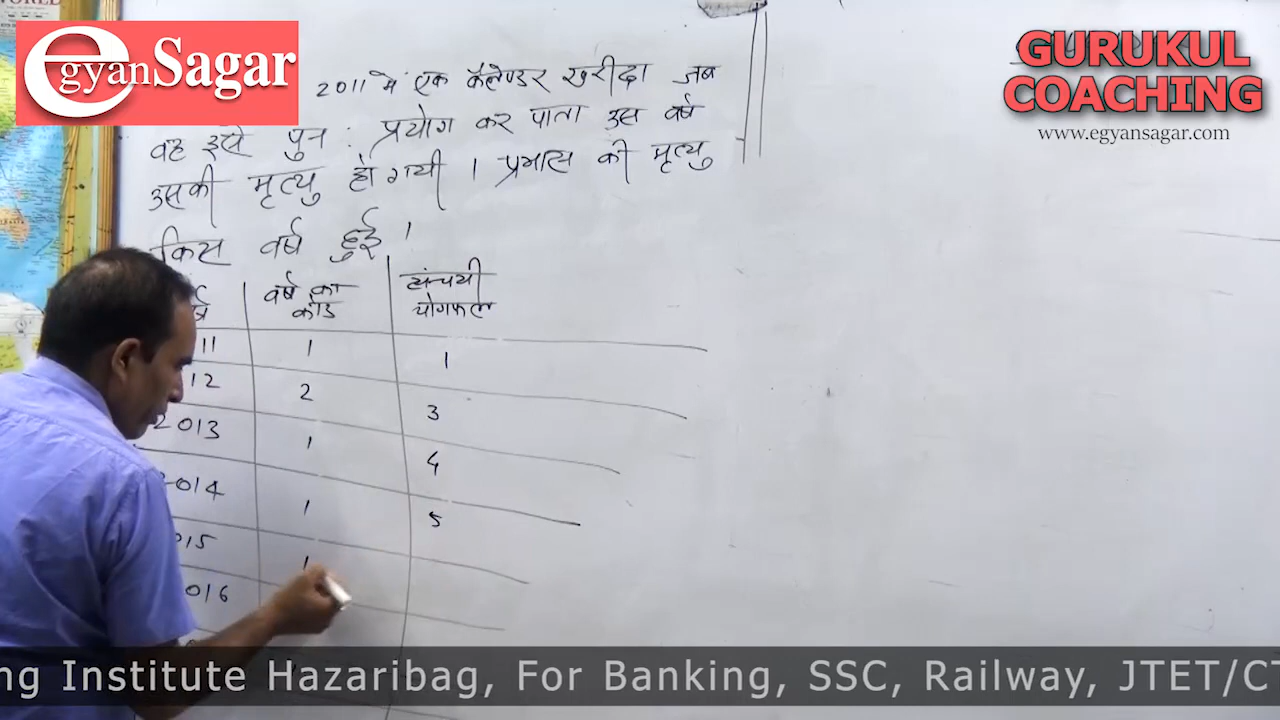 WORLD
egyanSagar
GURUKUL
COACHING
www.egyansagar.com
2011 में एक कैलेण्डर खरीदा जब
वह इसे पुन: प्रयोग कर पाता उस वर्ष
उसकी मृत्यु हो गयी । प्रभास की मृत्यु
किस वर्ष हुई ।
वर्ष का कोड संचयी योगफल
11 1 1
12 2 3
2013 1 4
2014 1 5
015 1
016
ng Institute Hazaribag, For Banking, SSC, Railway, JTET/CT